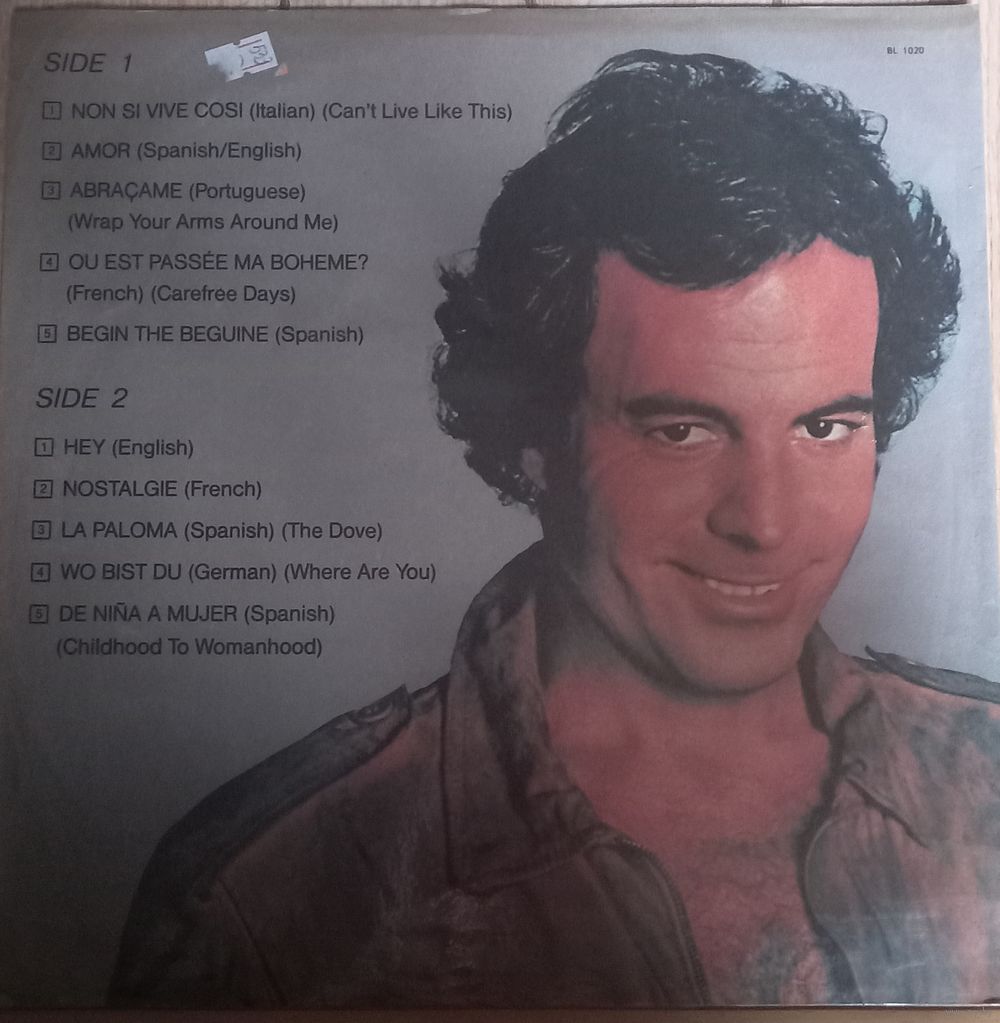 BL 1020
SIDE 1
1 NON SI VIVE COSI (Italian) (Can't Live Like This)
2 AMOR (Spanish/English)
3 ABRAÇAME (Portuguese)
(Wrap Your Arms Around Me)
4 OU EST PASSÉE MA BOHEME?
(French) (Carefree Days)
5 BEGIN THE BEGUINE (Spanish)
SIDE 2
1 HEY (English)
2 NOSTALGIE (French)
3 LA PALOMA (Spanish) (The Dove)
4 WO BIST DU (German) (Where Are You)
5 DE NIÑA A MUJER (Spanish)
(Childhood To Womanhood)